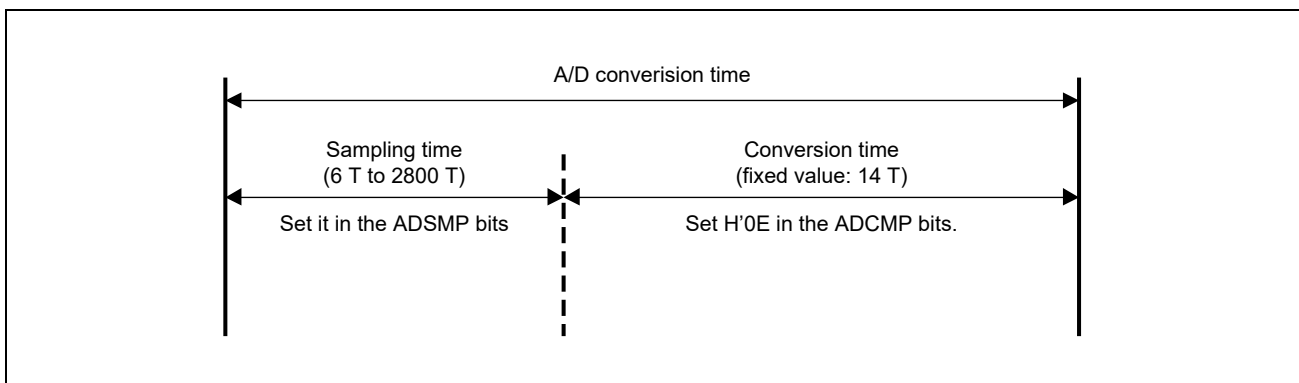 A/D converision time
Sampling time
(6 T to 2800 T)
Conversion time
(fixed value: 14 T)
Set it in the ADSMP bits
Set H’0E in the ADCMP bits.